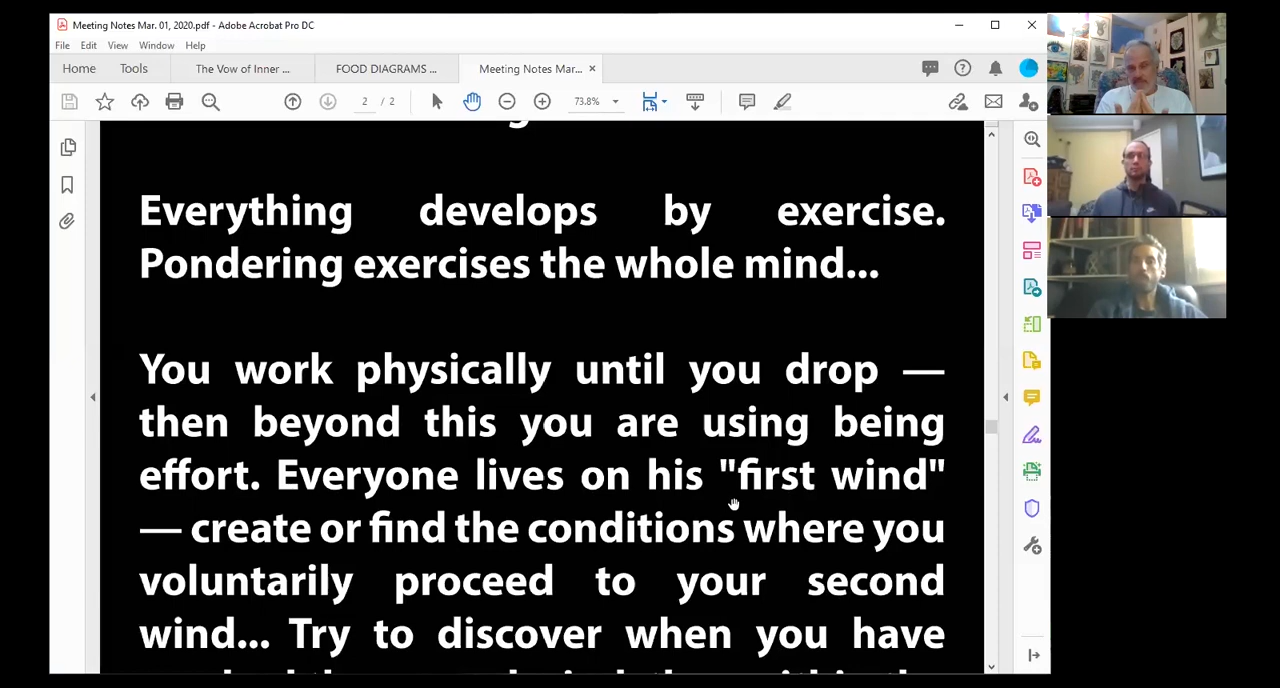 Meeting Notes Mar. 01, 2020.pdf - Adobe Acrobat Pro DC
File Edit View Window Help
Home Tools The Vow of Inner ... FOOD DIAGRAMS ... Meeting Notes Mar...
2 / 2 73.8%
Everything develops by exercise.
Pondering exercises the whole mind...
You work physically until you drop —
then beyond this you are using being
effort. Everyone lives on his "first wind"
— create or find the conditions where you
voluntarily proceed to your second
wind... Try to discover when you have